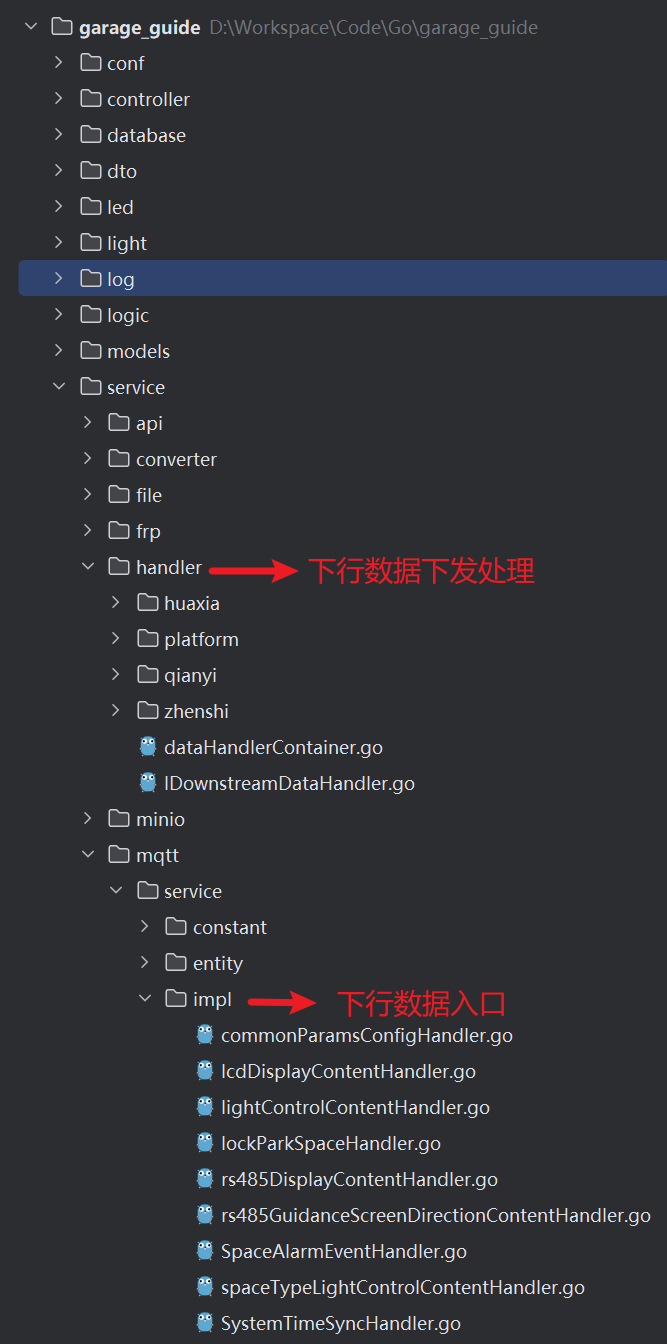 garage_guide D:\Workspace\Code\Go\garage_guide
conf
controller
database
dto
led
light
log
logic
models
service
api
converter
file
frp
handler 下行数据下发处理
huaxia
platform
qianyi
zhenshi
dataHandlerContainer.go
IDownstreamDataHandler.go
minio
mqtt
service
constant
entity
impl 下行数据入口
commonParamsConfigHandler.go
lcdDisplayContentHandler.go
lightControlContentHandler.go
lockParkSpaceHandler.go
rs485DisplayContentHandler.go
rs485GuidanceScreenDirectionContentHandler.go
SpaceAlarmEventHandler.go
spaceTypeLightControlContentHandler.go
SystemTimeSyncHandler.go